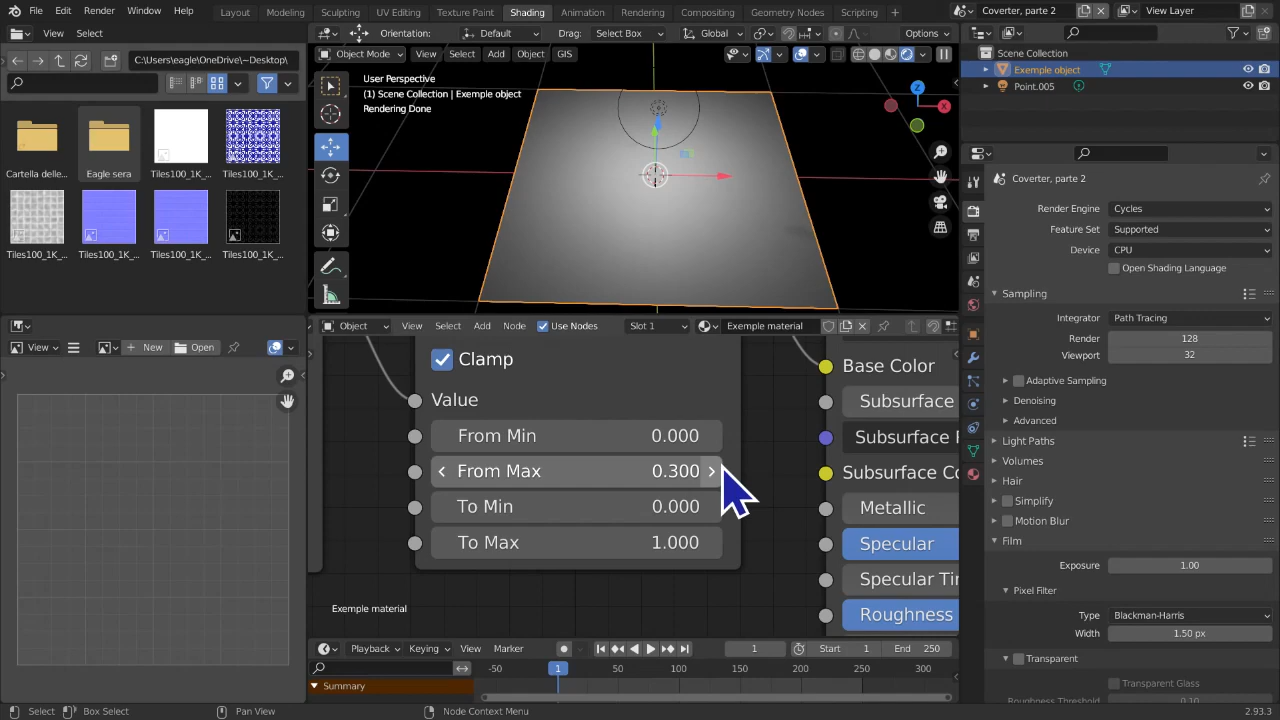 File Edit Render Window Help Layout Modeling Sculpting UV Editing Texture Paint Shading Animation Rendering Compositing Geometry Nodes Scripting + Coverter, parte 2 View Layer
View Select
C:\Users\eagle\OneDrive\~Desktop\
Cartella delle... Eagle sera Tiles100_1K_... Tiles100_1K_...
Tiles100_1K_... Tiles100_1K_... Tiles100_1K_... Tiles100_1K_...
Orientation: Default Drag: Select Box Global Options
Object Mode View Select Add Object GIS
User Perspective
(1) Scene Collection | Exemple object
Rendering Done
Z
X
Scene Collection
Exemple object
Point.005
Coverter, parte 2
Render Engine Cycles
Feature Set Supported
Device CPU
Open Shading Language
Sampling
Integrator Path Tracing
Render 128
Viewport 32
Adaptive Sampling
Denoising
Advanced
Light Paths
Volumes
Hair
Simplify
Motion Blur
Film
Exposure 1.00
Pixel Filter
Type Blackman-Harris
Width 1.50 px
Transparent
Transparent Glass
Roughness Threshold 0.10
View New Open
Object View Select Add Node Use Nodes Slot 1 Exemple material
Clamp
Value
From Min 0.000
From Max 0.300
To Min 0.000
To Max 1.000
Base Color
Subsurface
Subsurface
Subsurface Co
Metallic
Specular
Specular Tin
Roughness
Exemple material
Playback Keying View Marker 1 Start 1 End 250
-50 1 50 100 150 200 250 300
Summary
Select Box Select Pan View Node Context Menu 2.93.3